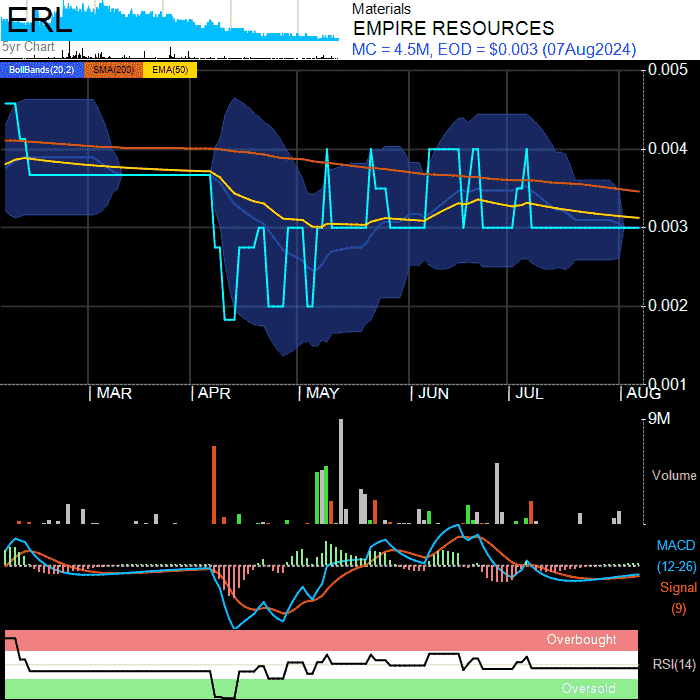 ERL
5yr Chart
Materials
EMPIRE RESOURCES
MC = 4.5M, EOD = $0.003 (07Aug2024)
BollBands(20,2) SMA(200) EMA(50)
0.005
0.004
0.003
0.002
0.001
MAR APR MAY JUN JUL AUG
9M
Volume
MACD
(12-26)
Signal
(9)
Overbought
RSI(14)
Oversold